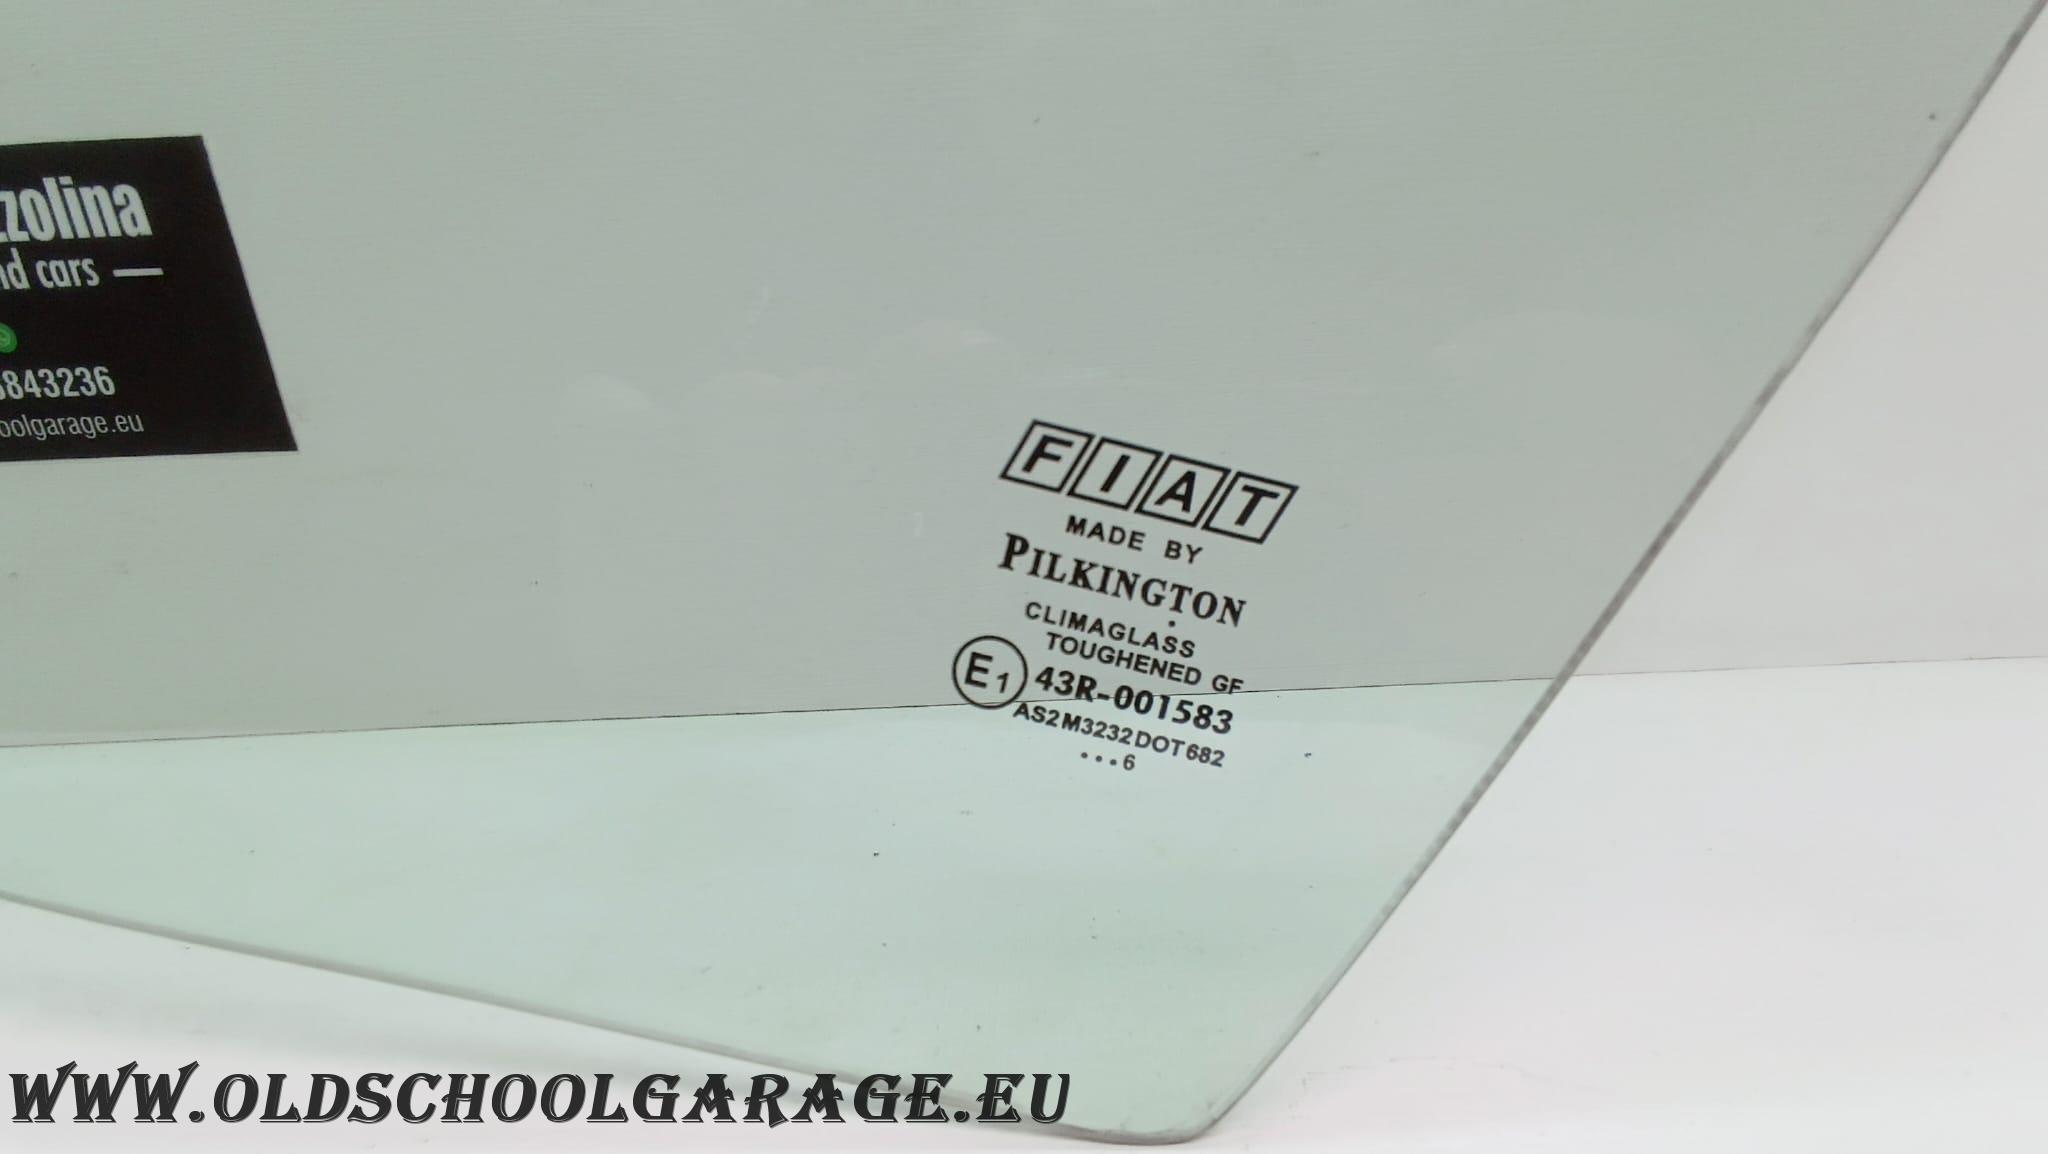 zzolina
nd cars —
843236
oolgarage.eu
FIAT
MADE BY
PILKINGTON
CLIMAGLASS
TOUGHENED GF
E1 43R-001583
AS2 M3232 DOT 682
•••6
WWW.OLDSCHOOLGARAGE.EU